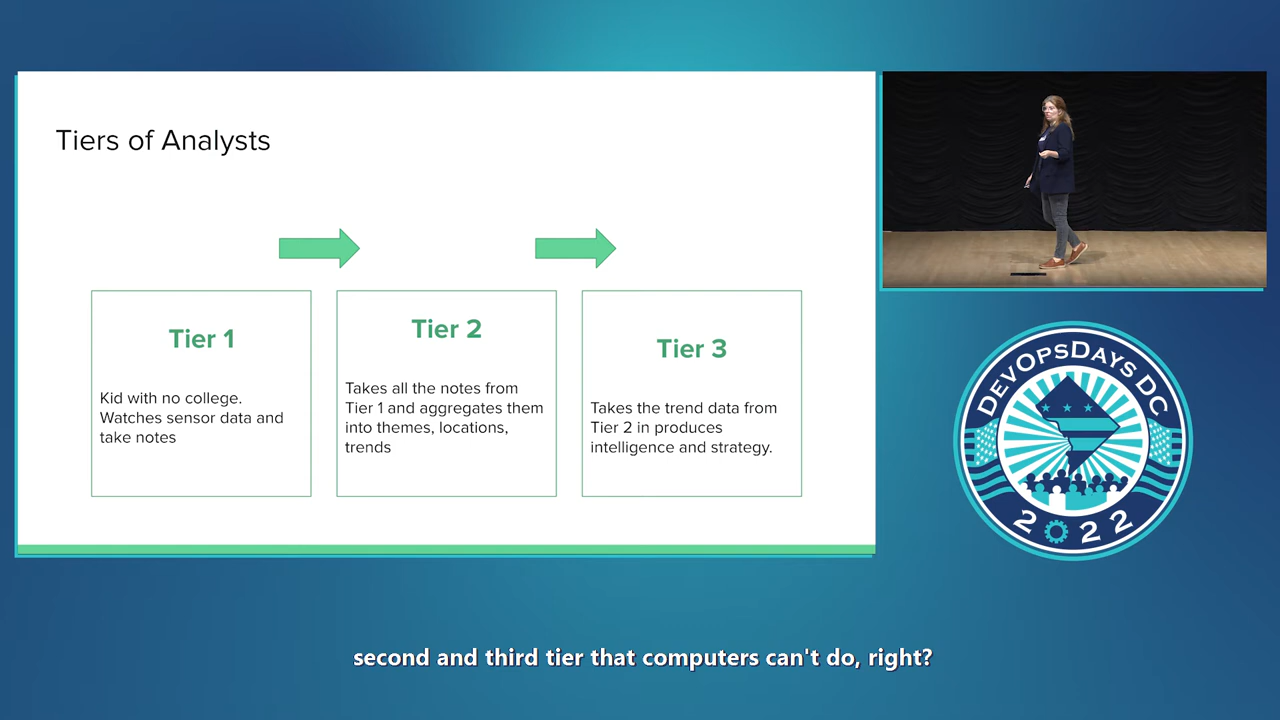 Tiers of Analysts
Tier 1
Kid with no college.
Watches sensor data and
take notes
Tier 2
Takes all the notes from
Tier 1 and aggregates them
into themes, locations,
trends
Tier 3
Takes the trend data from
Tier 2 in produces
intelligence and strategy.
DEVOPSDAYS DC
2022
second and third tier that computers can't do, right?